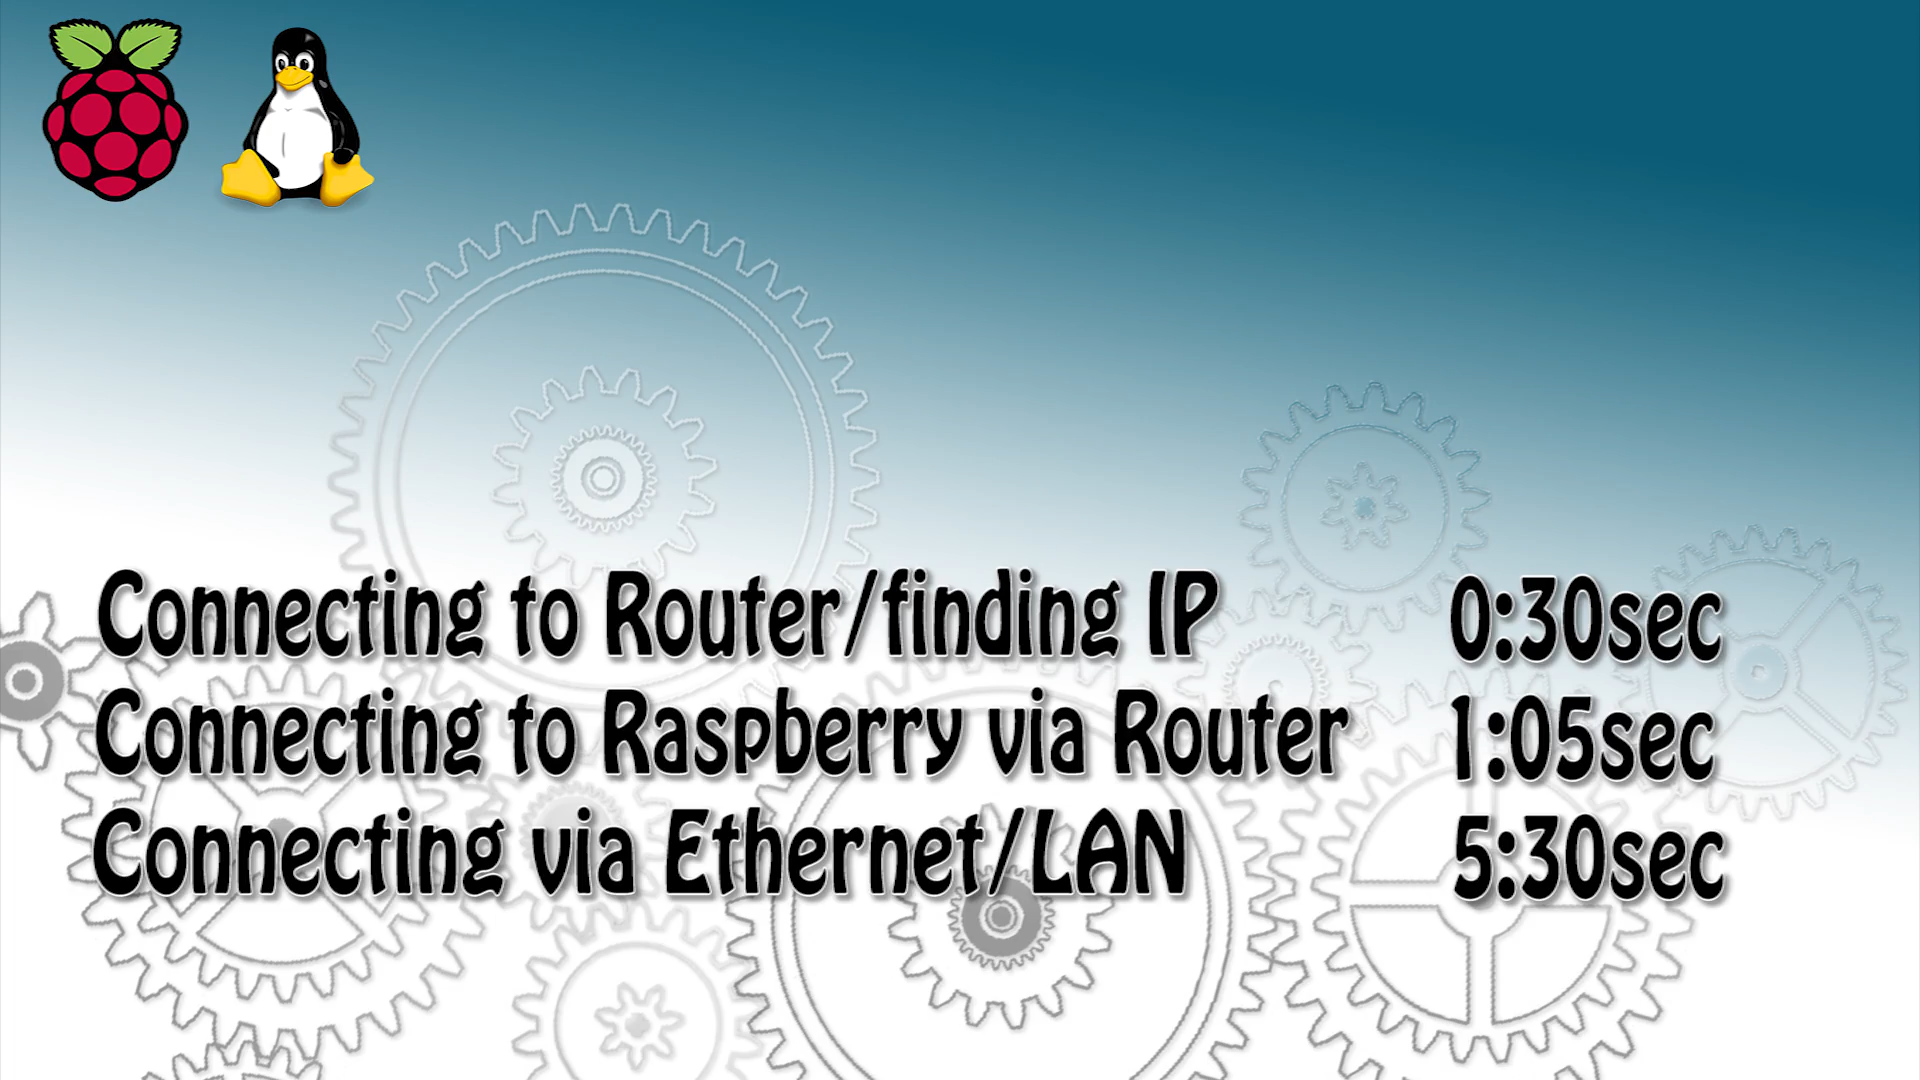 Connecting to Router/finding IP 0:30sec
Connecting to Raspberry via Router 1:05sec
Connecting via Ethernet/LAN 5:30sec